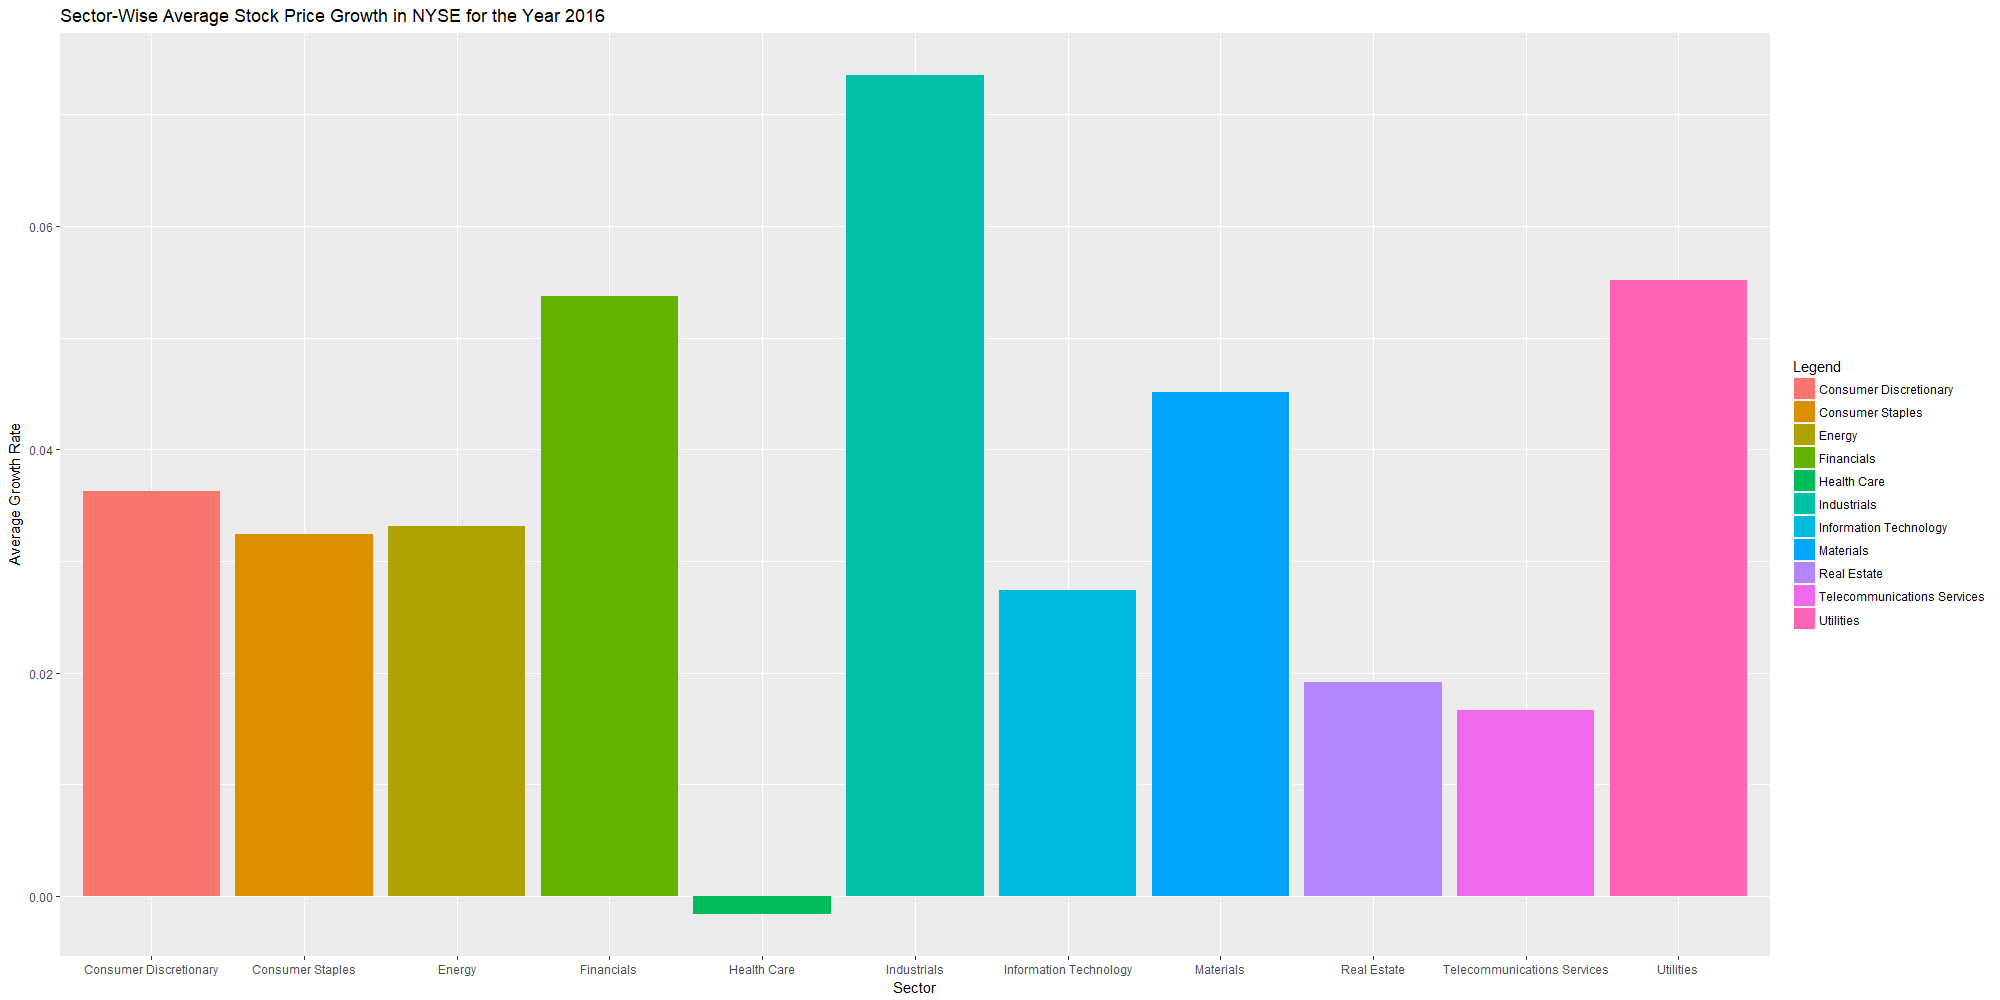 Sector-Wise Average Stock Price Growth in NYSE for the Year 2016
Average Growth Rate
0.06
0.04
0.02
0.00
Consumer Discretionary
Consumer Staples
Energy
Financials
Health Care
Industrials
Information Technology
Materials
Real Estate
Telecommunications Services
Utilities
Sector
Legend
Consumer Discretionary
Consumer Staples
Energy
Financials
Health Care
Industrials
Information Technology
Materials
Real Estate
Telecommunications Services
Utilities